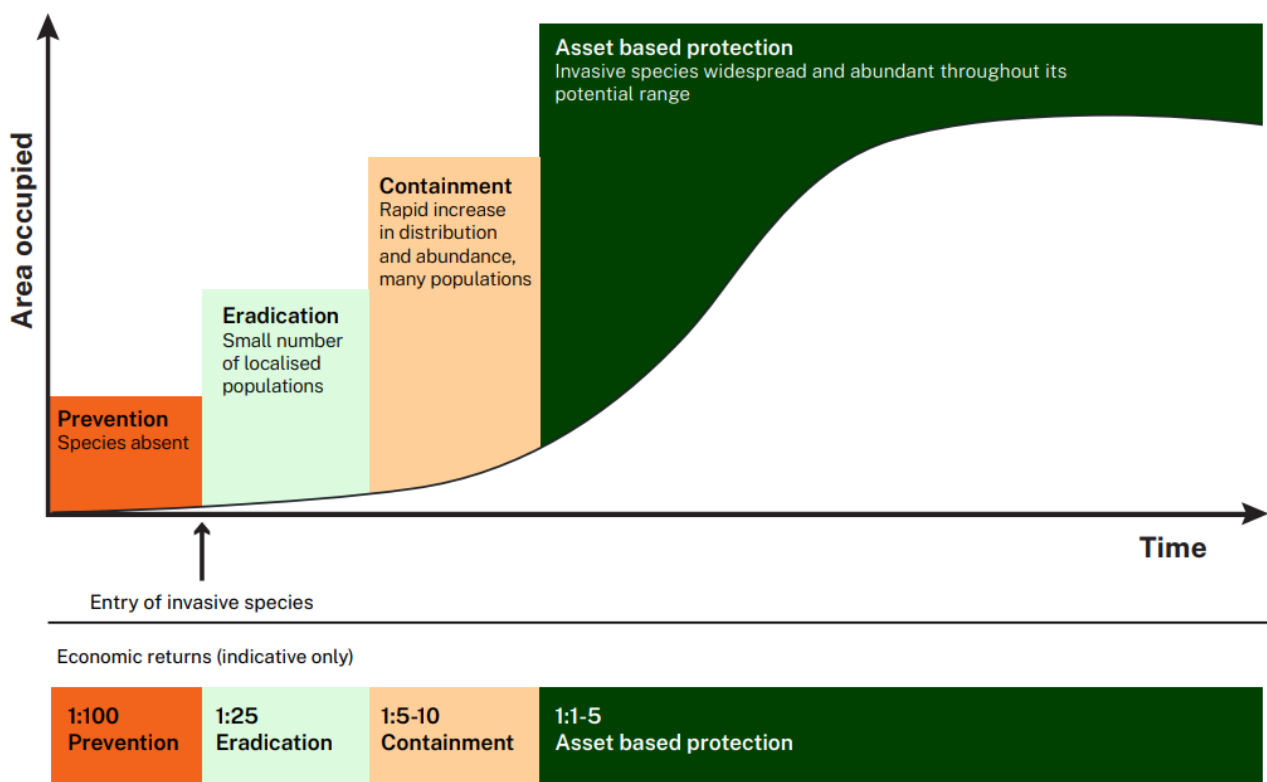 Asset based protection
Invasive species widespread and abundant throughout its
potential range
Area occupied
Containment
Rapid increase
in distribution
and abundance,
many populations
Eradication
Small number
of localised
populations
Prevention
Species absent
Time
Entry of invasive species
Economic returns (indicative only)
1:100
Prevention
1:25
Eradication
1:5-10
Containment
1:1-5
Asset based protection